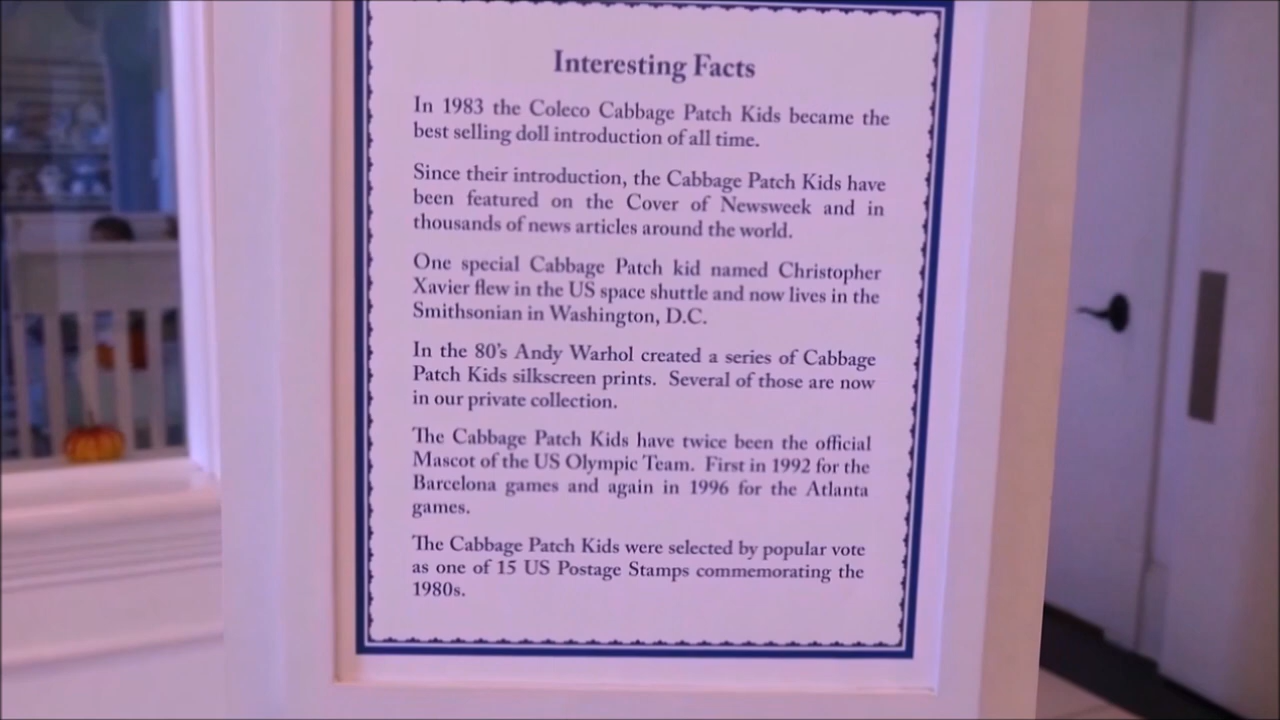 Interesting Facts
In 1983 the Coleco Cabbage Patch Kids became the
best selling doll introduction of all time.
Since their introduction, the Cabbage Patch Kids have
been featured on the Cover of Newsweek and in
thousands of news articles around the world.
One special Cabbage Patch kid named Christopher
Xavier flew in the US space shuttle and now lives in the
Smithsonian in Washington, D.C.
In the 80's Andy Warhol created a series of Cabbage
Patch Kids silkscreen prints. Several of those are now
in our private collection.
The Cabbage Patch Kids have twice been the official
Mascot of the US Olympic Team. First in 1992 for the
Barcelona games and again in 1996 for the Atlanta
games.
The Cabbage Patch Kids were selected by popular vote
as one of 15 US Postage Stamps commemorating the
1980s.